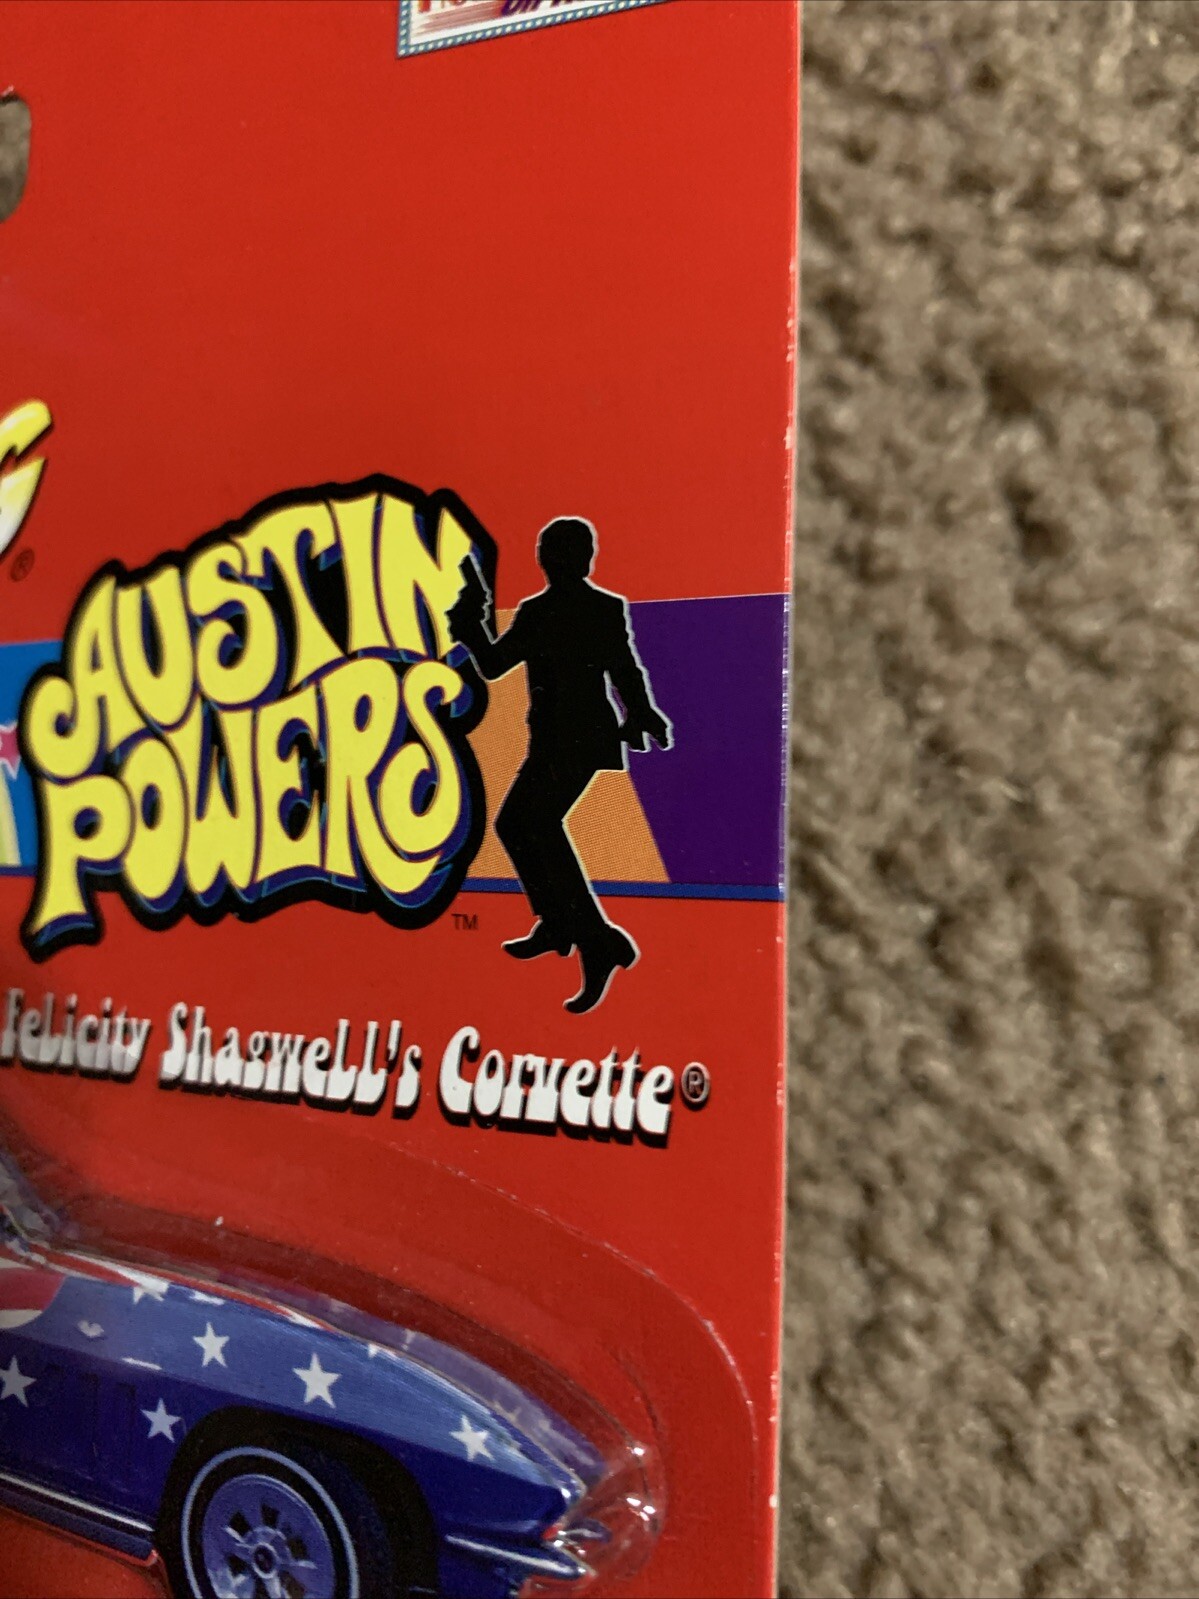 ®
AUSTIN
POWERS
™
Felicity Shagwell's Corvette®